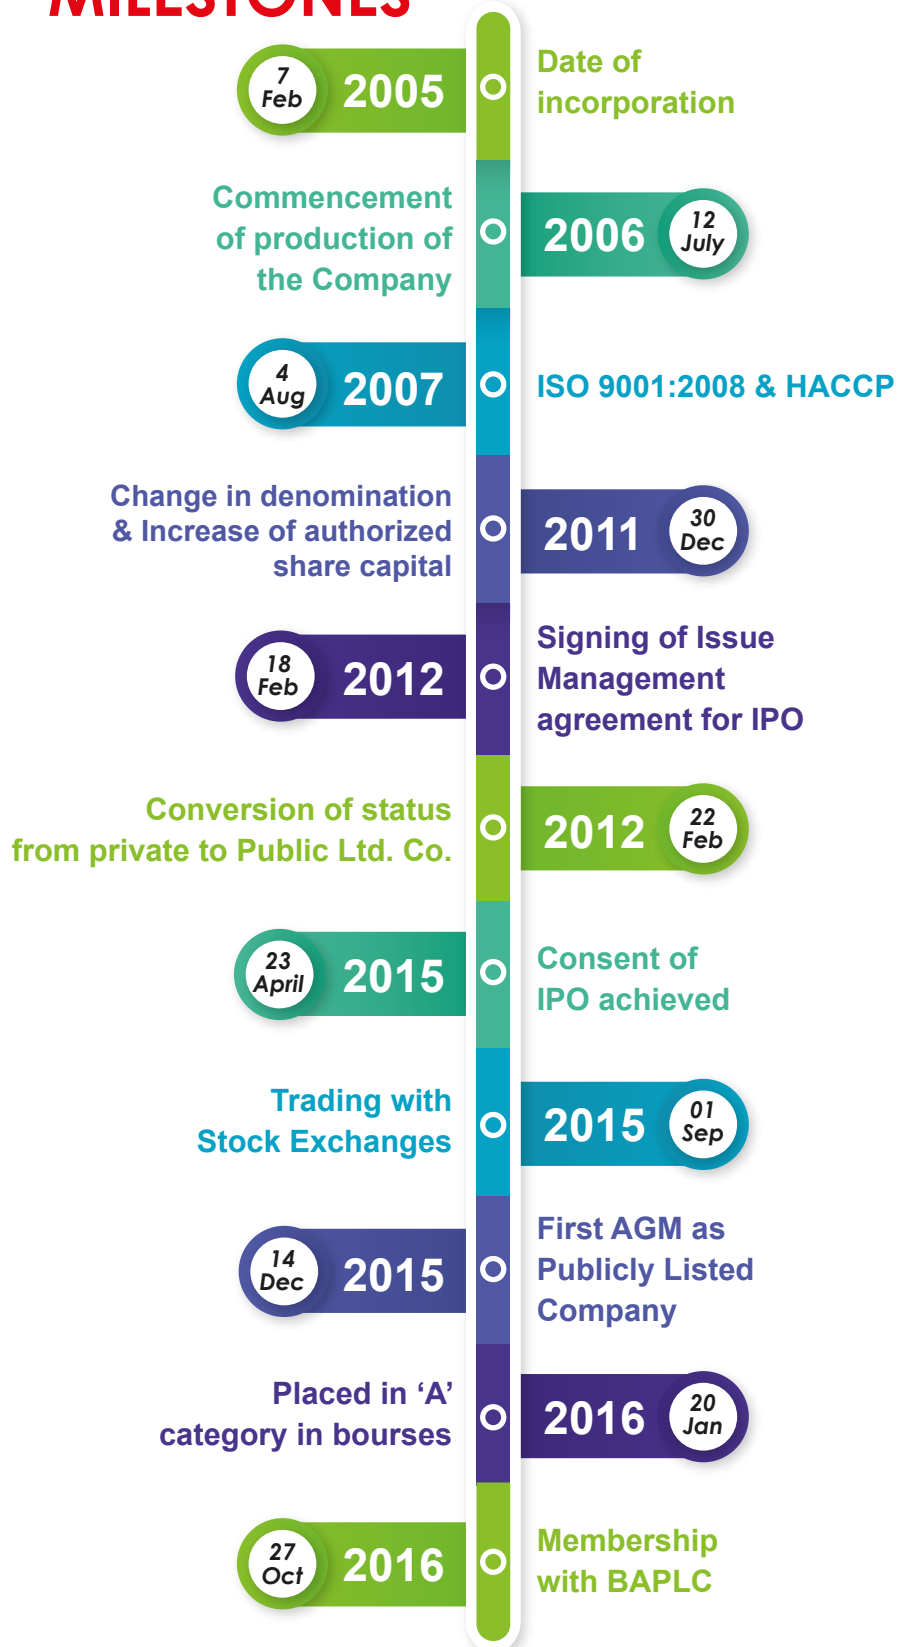 MILESTONES
7
Feb
2005
Date of
incorporation
Commencement
of production of
the Company
2006
12
July
4
Aug
2007
ISO 9001:2008 & HACCP
Change in denomination
& Increase of authorized
share capital
2011
30
Dec
18
Feb
2012
Signing of Issue
Management
agreement for IPO
Conversion of status
from private to Public Ltd. Co.
2012
22
Feb
23
April
2015
Consent of
IPO achieved
Trading with
Stock Exchanges
2015
01
Sep
14
Dec
2015
First AGM as
Publicly Listed
Company
Placed in ‘A’
category in bourses
2016
20
Jan
27
Oct
2016
Membership
with BAPLC